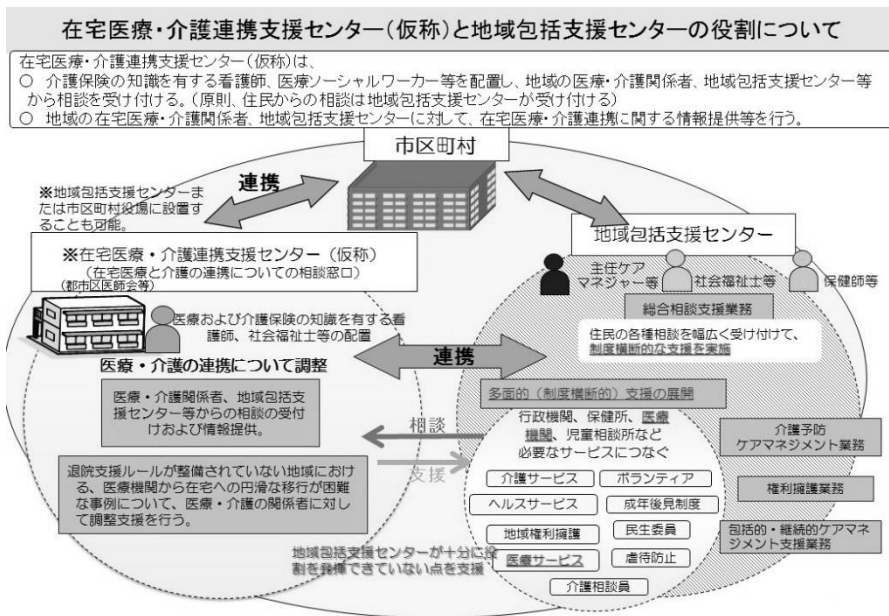 在宅医療・介護連携支援センター(仮称)と地域包括支援センターの役割について
在宅医療・介護連携支援センター(仮称)は、
○ 介護保険の知識を有する看護師、医療ソーシャルワーカー等を配置し、地域の医療・介護関係者、地域包括支援センター等
から相談を受け付ける。(原則、住民からの相談は地域包括支援センターが受け付ける)
○ 地域の在宅医療・介護関係者、地域包括支援センターに対して、在宅医療・介護連携に関する情報提供等を行う。
市区町村
連携
※地域包括支援センターま
たは市区町村役場に設置す
ることも可能。
※在宅医療・介護連携支援センター(仮称)
(在宅医療と介護の連携についての相談窓口)
(都市区医師会等)
医療および介護保険の知識を有する看
護師、社会福祉士等の配置
医療・介護の連携について調整
医療・介護関係者、地域包括支
援センター等からの相談の受付
けおよび情報提供。
退院支援ルールが整備されていない地域における
、医療機関から在宅への円滑な移行が困難
な事例について、医療・介護の関係者に対し
て調整支援を行う。
連携
相談
支援
地域包括支援センターが十分に役
割を発揮できていない点を支援
地域包括支援センター
主任ケア
マネジャー等
社会福祉士等
保健師等
総合相談支援業務
住民の各種相談を幅広く受け付けて、
制度横断的な支援を実施
多面的(制度横断的)支援の展開
行政機関、保健所、医療
機関、児童相談所など
必要なサービスにつなぐ
介護サービス
ボランティア
ヘルスサービス
成年後見制度
地域権利擁護
民生委員
医療サービス
虐待防止
介護相談員
介護予防
ケアマネジメント業務
権利擁護業務
包括的・継続的ケアマネ
ジメント支援業務